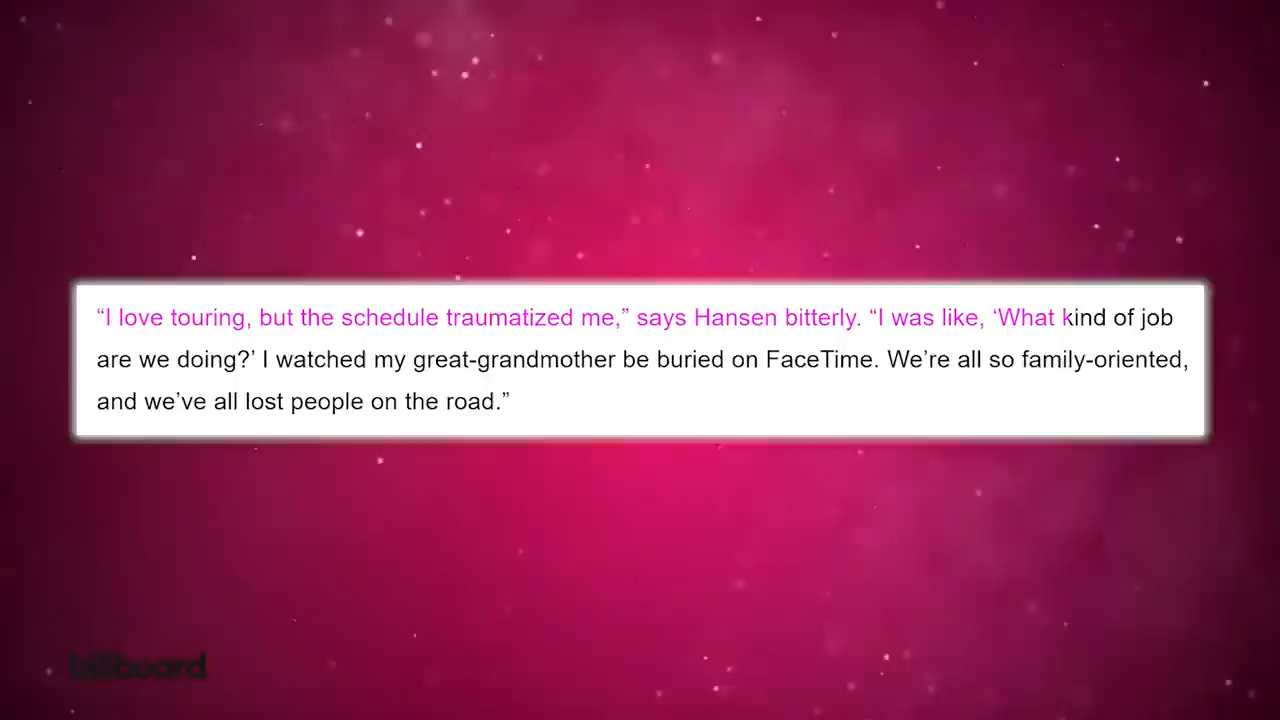 “I love touring, but the schedule traumatized me,” says Hansen bitterly. “I was like, ‘What kind of job
are we doing?’ I watched my great-grandmother be buried on FaceTime. We’re all so family-oriented,
and we’ve all lost people on the road.”
billboard